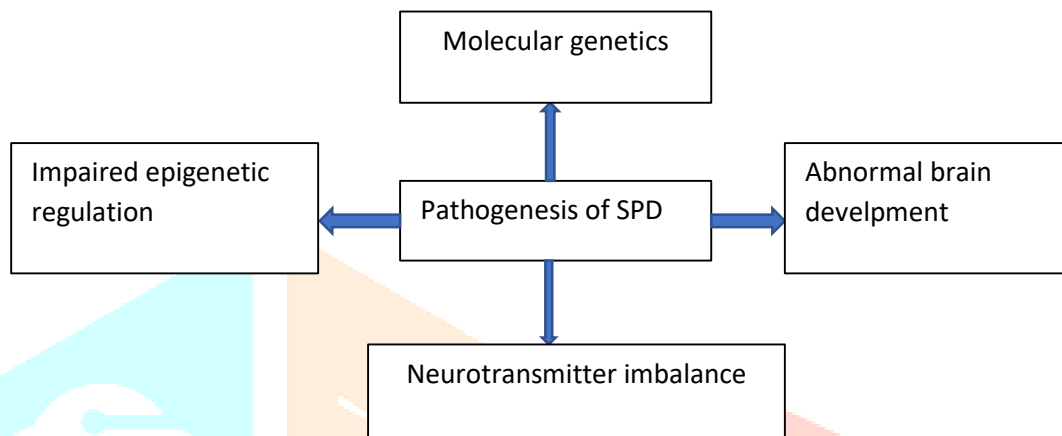 Molecular genetics
Impaired epigenetic
regulation
Pathogenesis of SPD
Abnormal brain
develpment
Neurotransmitter imbalance